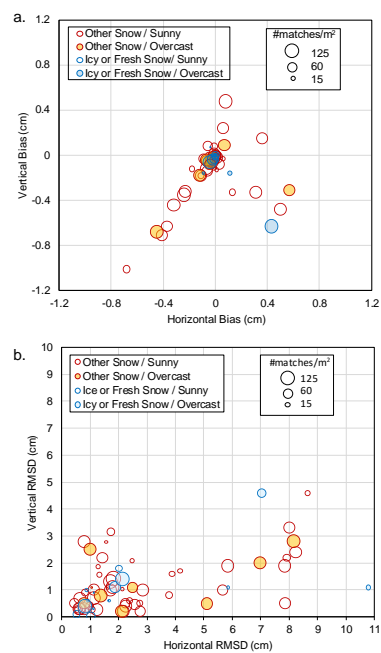 a.
Other Snow / Sunny
Other Snow / Overcast
Icy or Fresh Snow/ Sunny
Icy or Fresh Snow / Overcast
#matches/m²
125
60
15
Vertical Bias (cm)
1.2
0.8
0.4
0
-0.4
-0.8
-1.2
-1.2 -0.8 -0.4 0 0.4 0.8 1.2
Horizontal Bias (cm)
b.
Other Snow / Sunny
Other Snow / Overcast
Ice or Fresh Snow / Sunny
Icy or Fresh Snow / Overcast
#matches/m²
125
60
15
Vertical RMSD (cm)
10
9
8
7
6
5
4
3
2
1
0
0 1 2 3 4 5 6 7 8 9 10 11
Horizontal RMSD (cm)